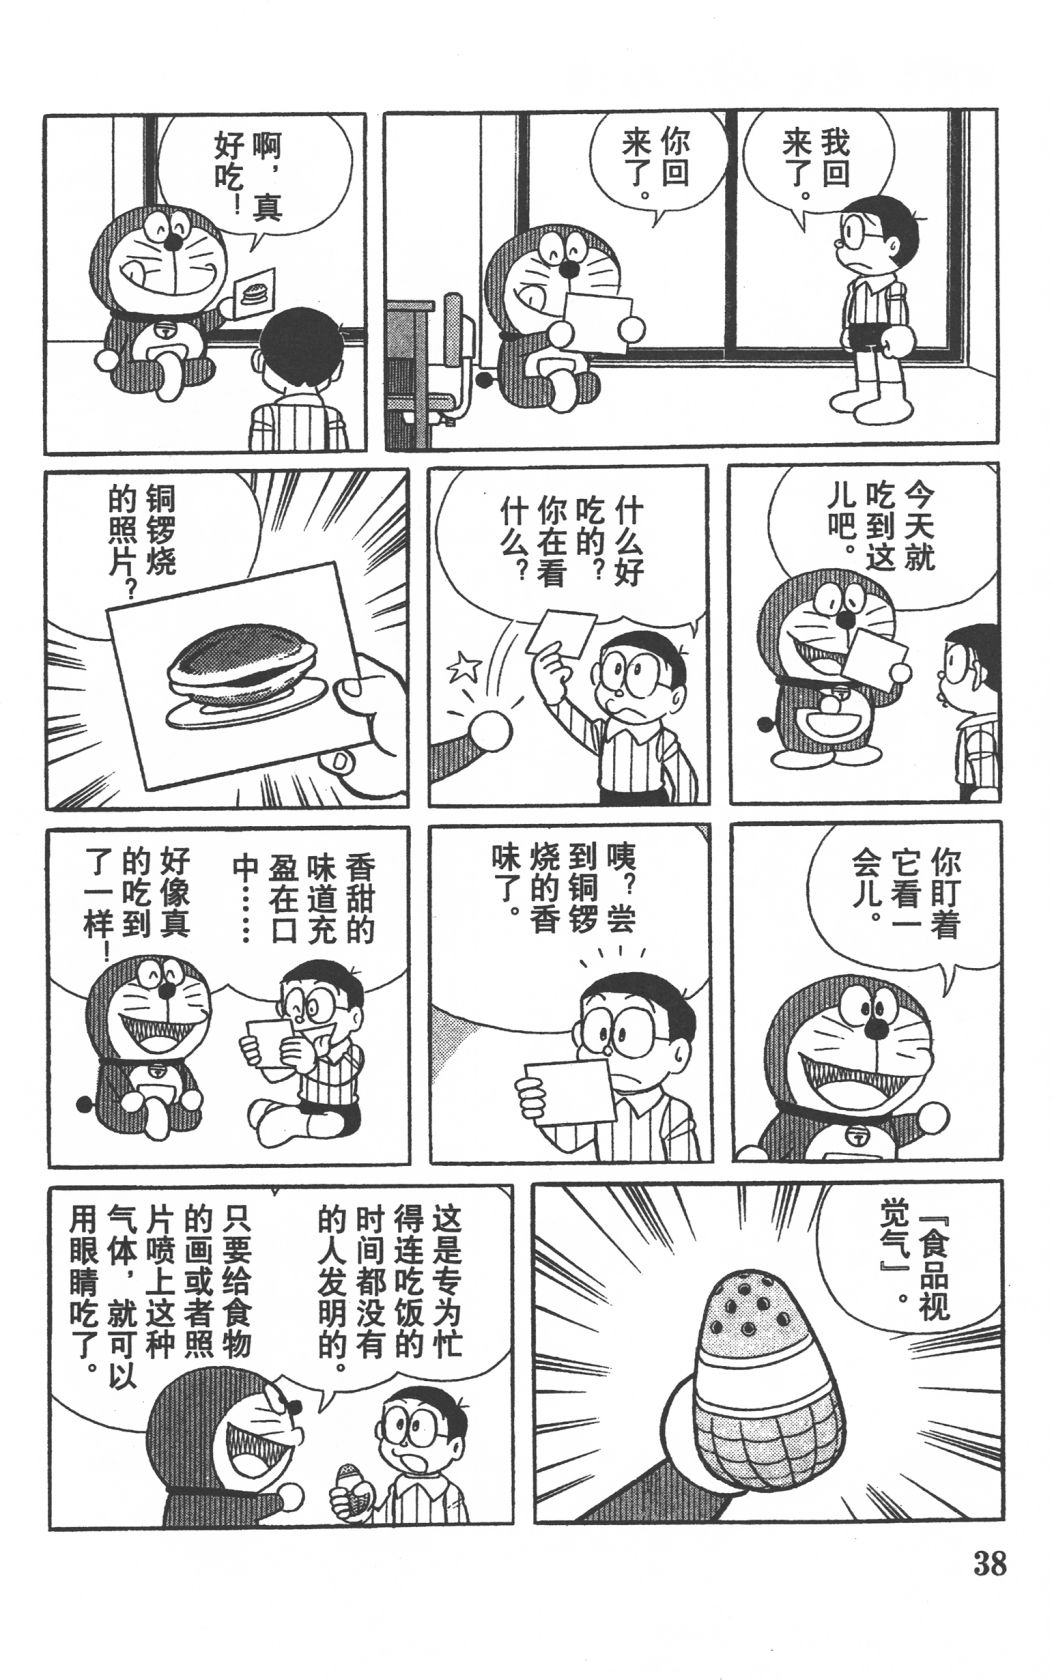 我回
来了。
你回
来了。
啊，真
好吃！
今天就
吃到这
儿吧。
什么好
吃的？
你在看
什么？
铜锣烧
的照片？
你盯着
它看一
会儿。
咦？尝
到铜锣
烧的香
味了。
香甜的
味道充
盈在口
中……
好像真
的吃到
了一样！
『食品视
觉气』。
这是专为忙
得连吃饭的
时间都没有
的人发明的。
只要给食物
的画或者照
片喷上这种
气体，就可以
用眼睛吃了。
38